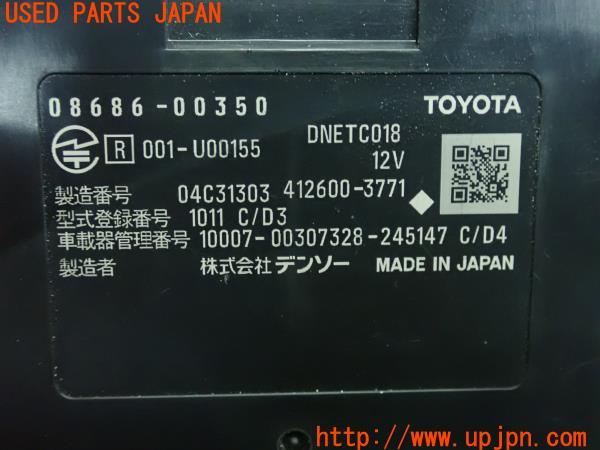 USED PARTS JAPAN
08686-00350 TOYOTA
R 001-U00155 DNETC018
12V
製造番号 04C31303 412600-3771
型式登録番号 1011 C/D3
車載器管理番号 10007-00307328-245147 C/D4
製造者 株式会社デンソー MADE IN JAPAN
http://www.upjpn.com